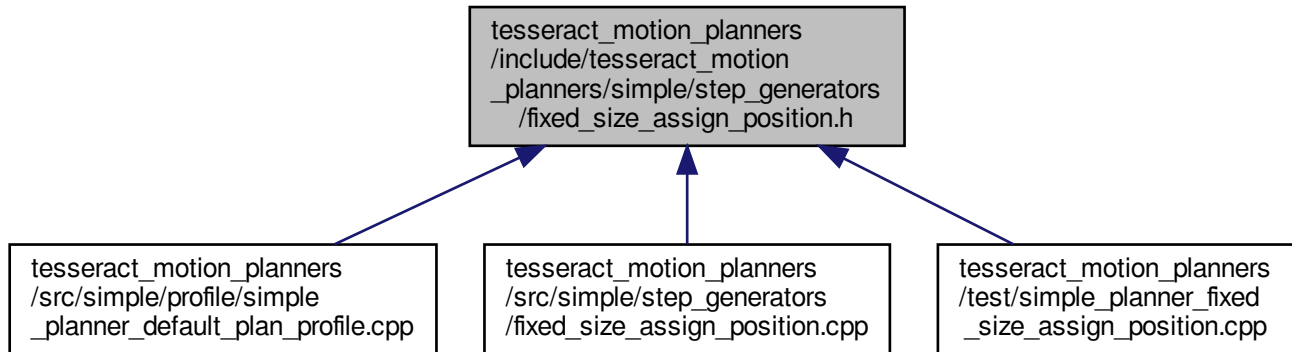 tesseract_motion_planners
/include/tesseract_motion
_planners/simple/step_generators
/fixed_size_assign_position.h
tesseract_motion_planners
/src/simple/profile/simple
_planner_default_plan_profile.cpp
tesseract_motion_planners
/src/simple/step_generators
/fixed_size_assign_position.cpp
tesseract_motion_planners
/test/simple_planner_fixed
_size_assign_position.cpp